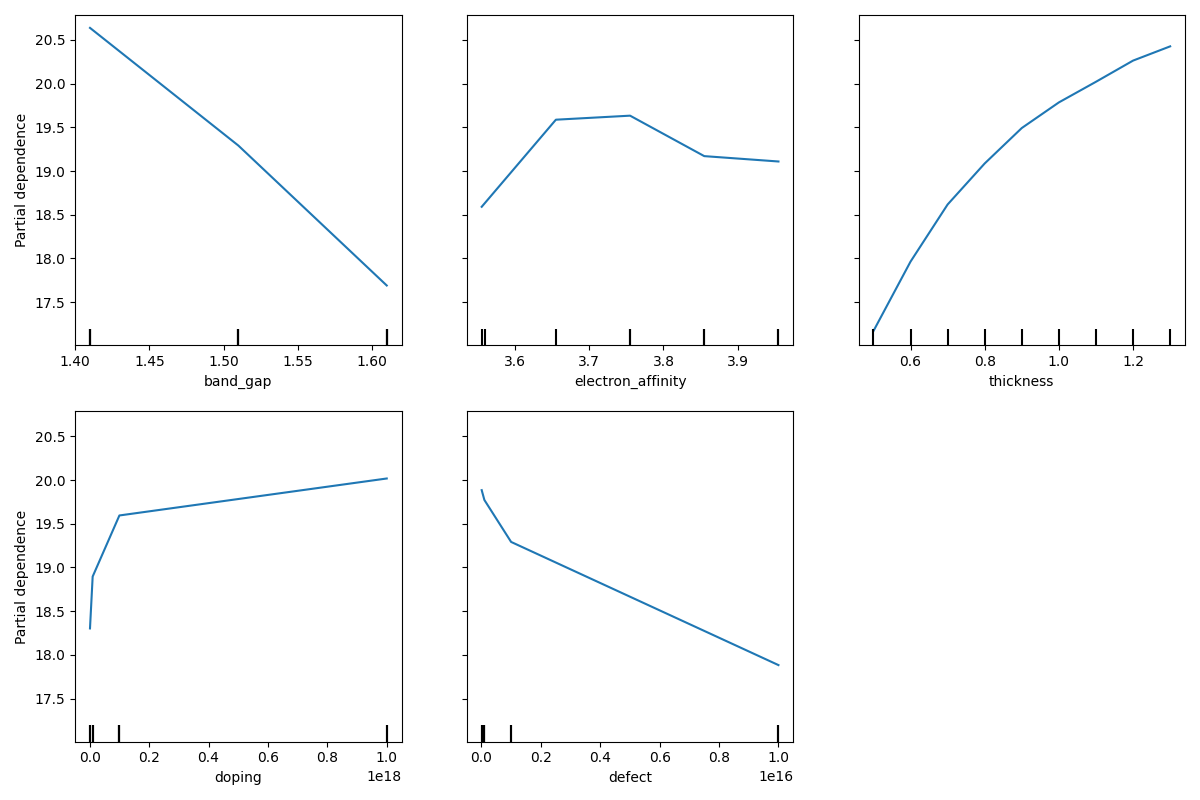 Partial dependence
20.5
20.0
19.5
19.0
18.5
18.0
17.5
1.40 1.45 1.50 1.55 1.60
band_gap
3.6 3.7 3.8 3.9
electron_affinity
0.6 0.8 1.0 1.2
thickness
Partial dependence
20.5
20.0
19.5
19.0
18.5
18.0
17.5
0.0 0.2 0.4 0.6 0.8 1.0
1e18
doping
0.0 0.2 0.4 0.6 0.8 1.0
1e16
defect